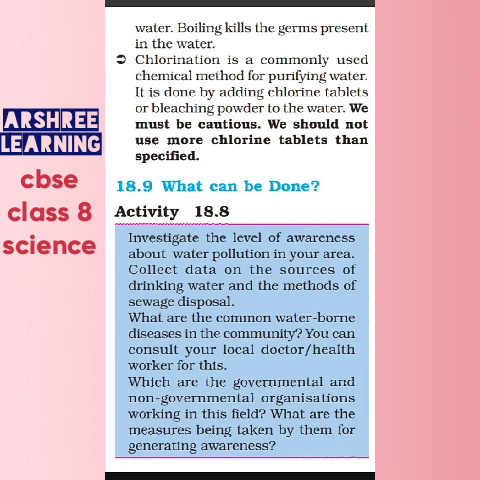 water. Boiling kills the germs present
in the water.
➲ Chlorination is a commonly used
chemical method for purifying water.
It is done by adding chlorine tablets
or bleaching powder to the water. We
must be cautious. We should not
use more chlorine tablets than
specified.
ARSHREE
LEARNING
cbse
class 8
science
18.9 What can be Done?
Activity 18.8
Investigate the level of awareness
about water pollution in your area.
Collect data on the sources of
drinking water and the methods of
sewage disposal.
What are the common water-borne
diseases in the community? You can
consult your local doctor/health
worker for this.
Which are the governmental and
non-governmental organisations
working in this field? What are the
measures being taken by them for
generating awareness?